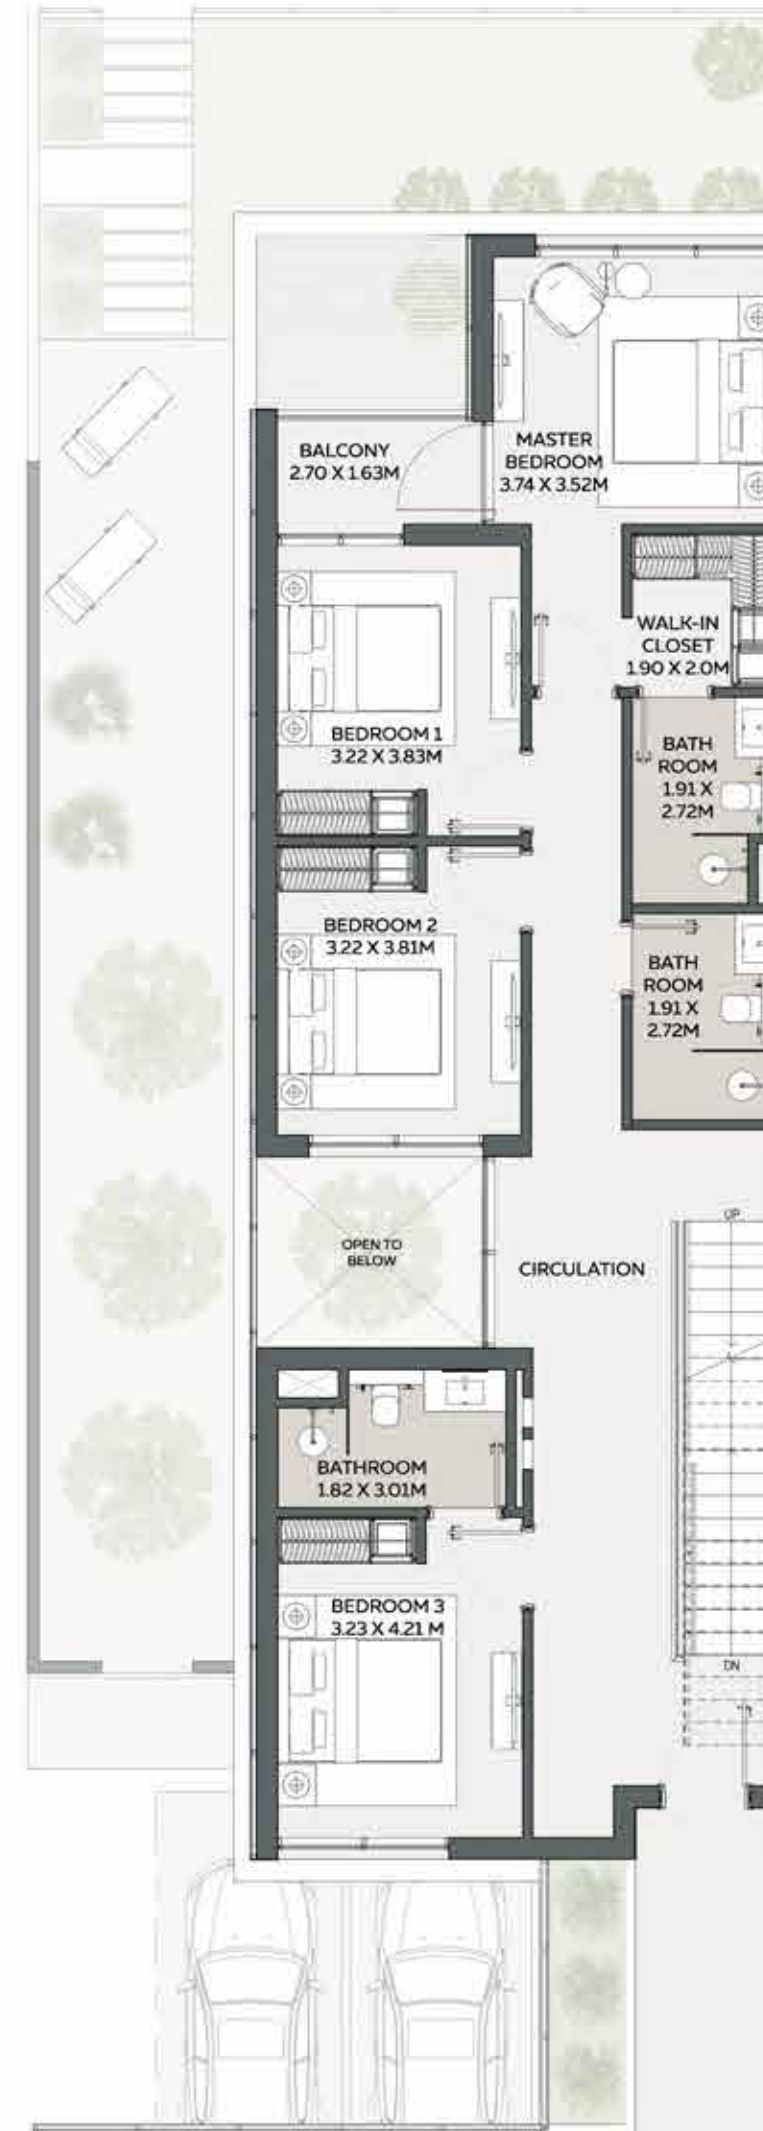 BALCONY
2.70 X 1.63M
MASTER
BEDROOM
3.74 X 3.52M
WALK-IN
CLOSET
1.90 X 2.0M
BEDROOM 1
3.22 X 3.83M
BATH
ROOM
1.91 X
2.72M
BEDROOM 2
3.22 X 3.81M
BATH
ROOM
1.91 X
2.72M
UP
OPEN TO
BELOW
CIRCULATION
BATHROOM
1.82 X 3.01M
BEDROOM 3
3.23 X 4.21 M
DN